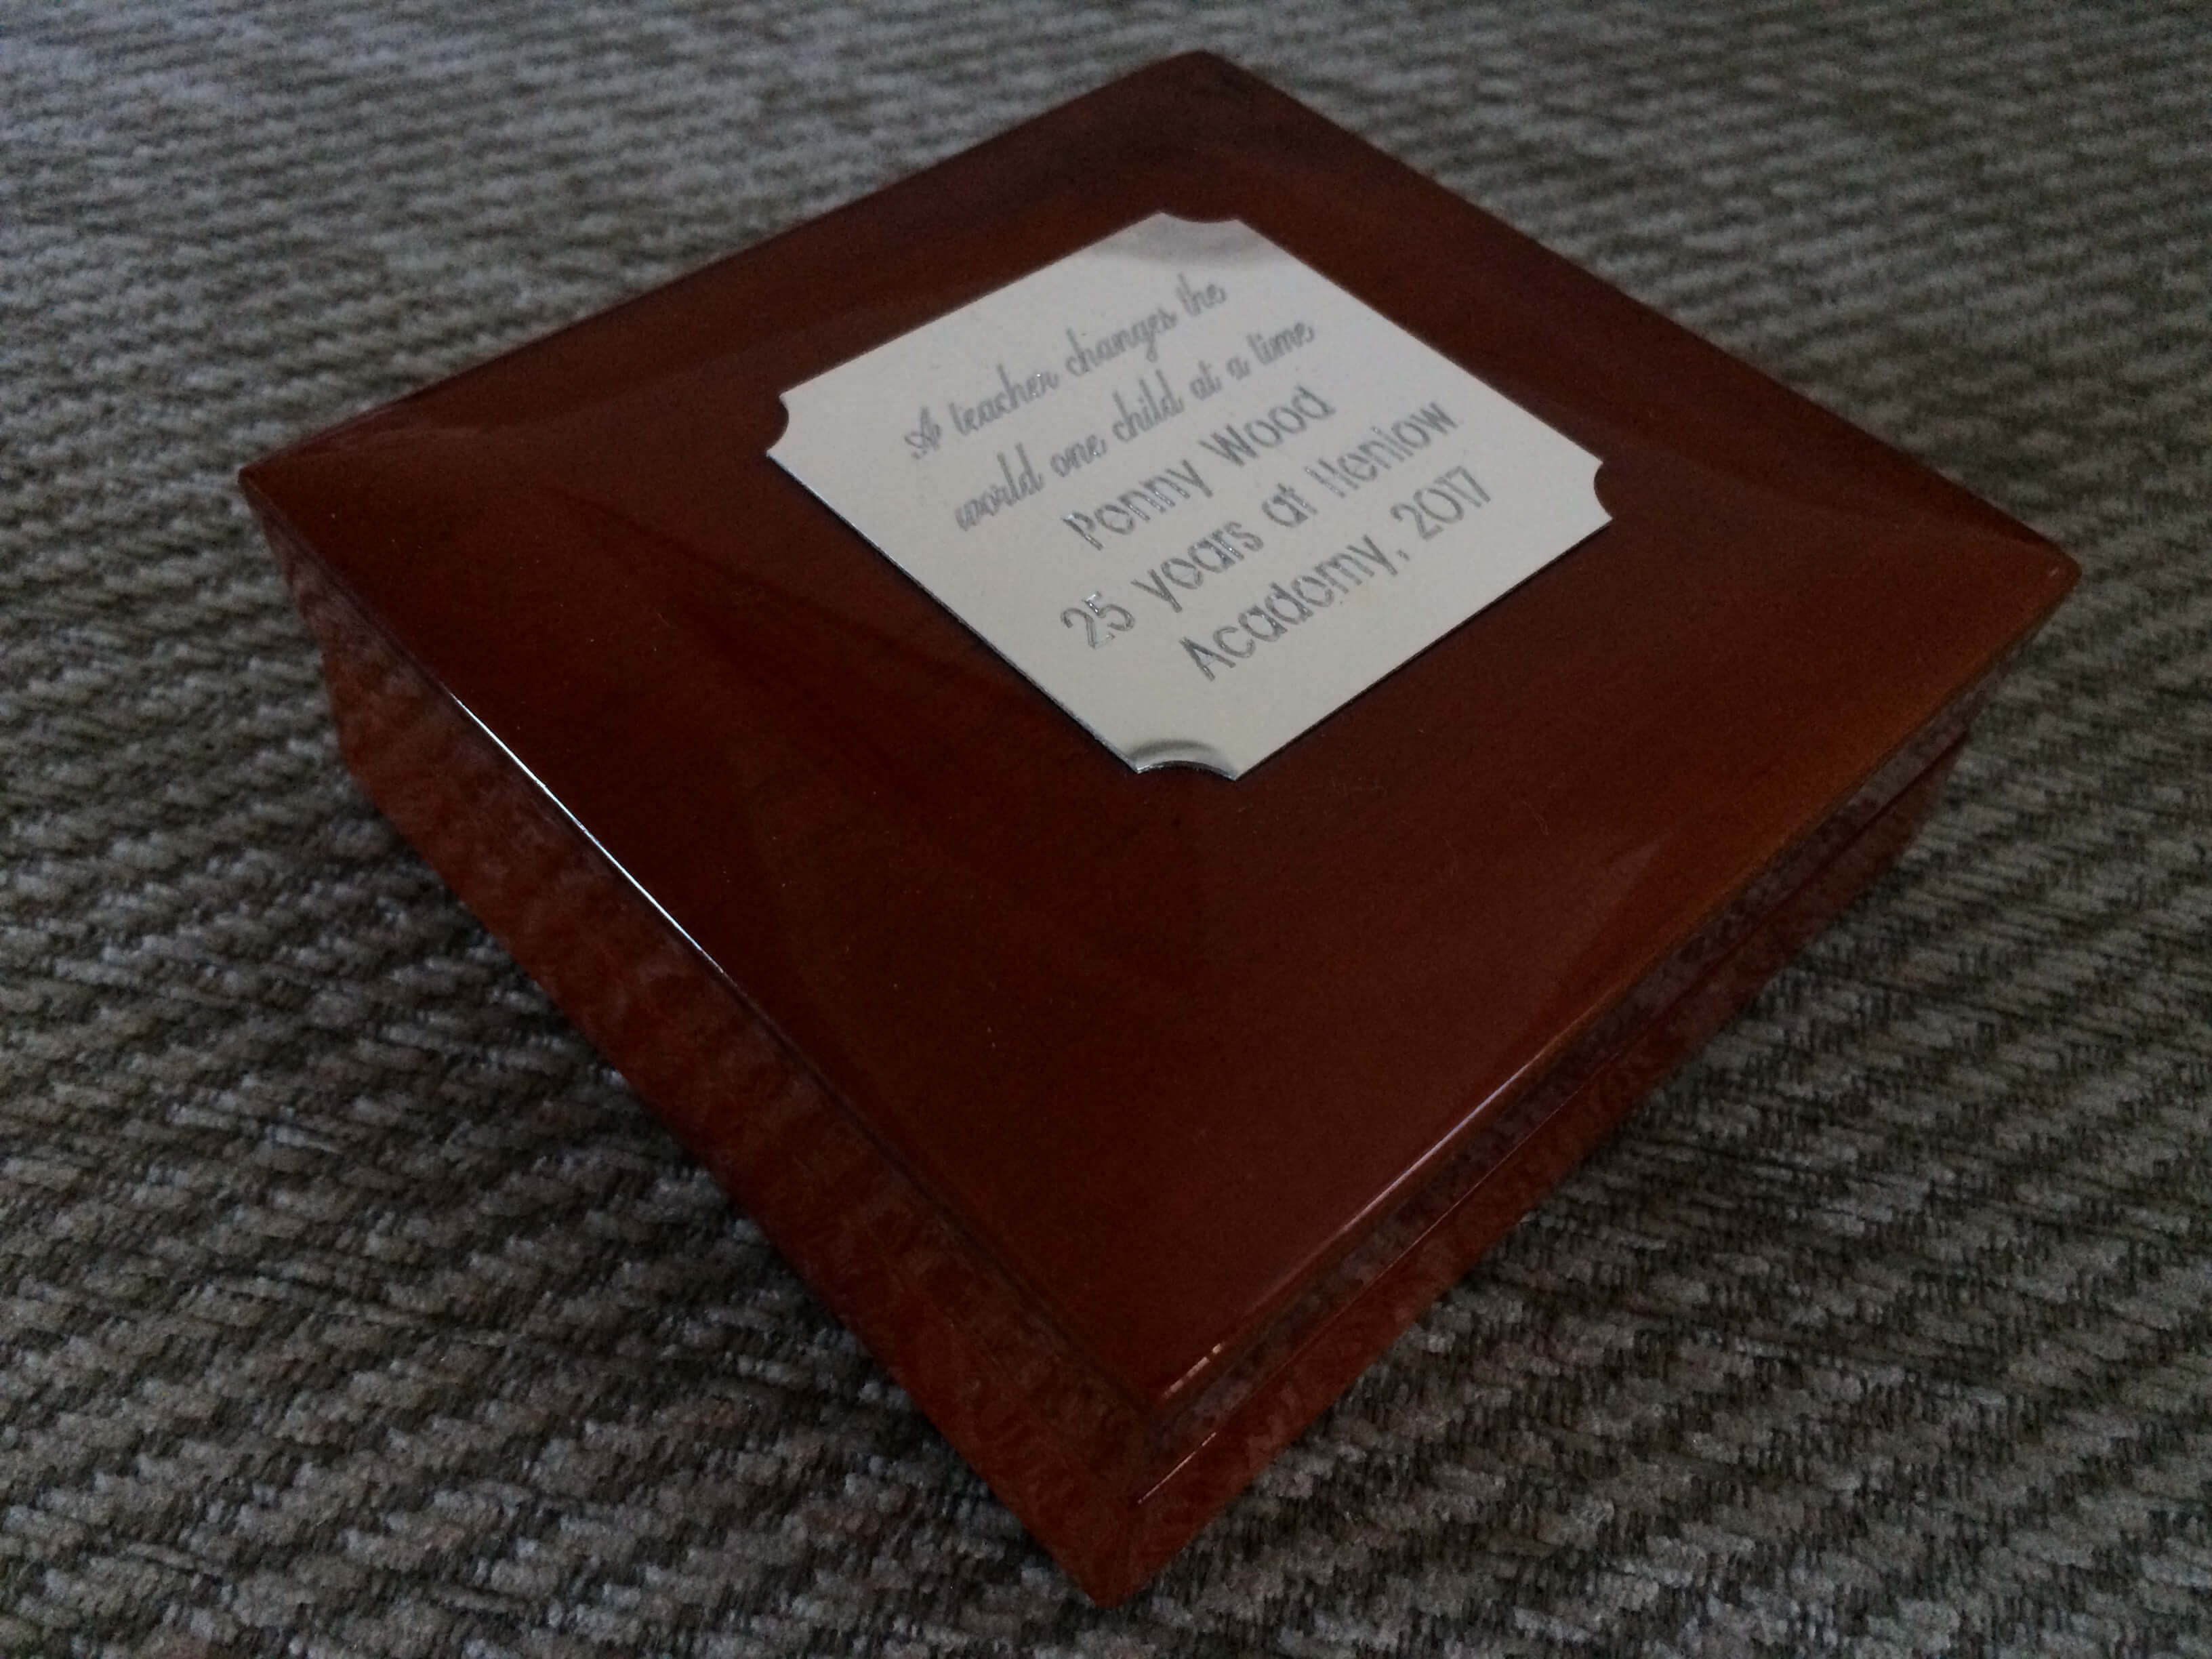 A teacher changes the
world one child at a time
Penny Wood
25 years at Henlow
Academy, 2017